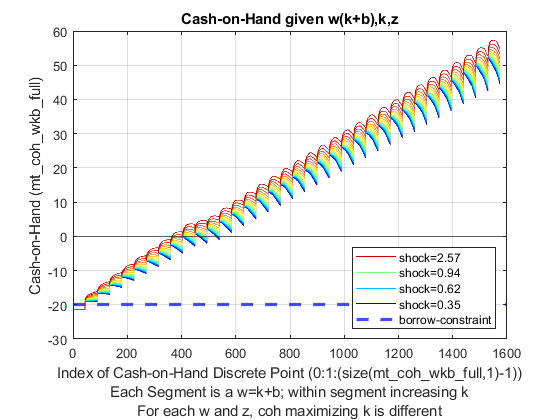 Cash-on-Hand given w(k+b),k,z
Cash-on-Hand (mt_coh_wkb_full)
60
50
40
30
20
10
0
-10
-20
-30
0 200 400 600 800 1000 1200 1400 1600
shock=2.57
shock=0.94
shock=0.62
shock=0.35
borrow-constraint
Index of Cash-on-Hand Discrete Point (0:1:(size(mt_coh_wkb_full,1)-1))
Each Segment is a w=k+b; within segment increasing k
For each w and z, coh maximizing k is different